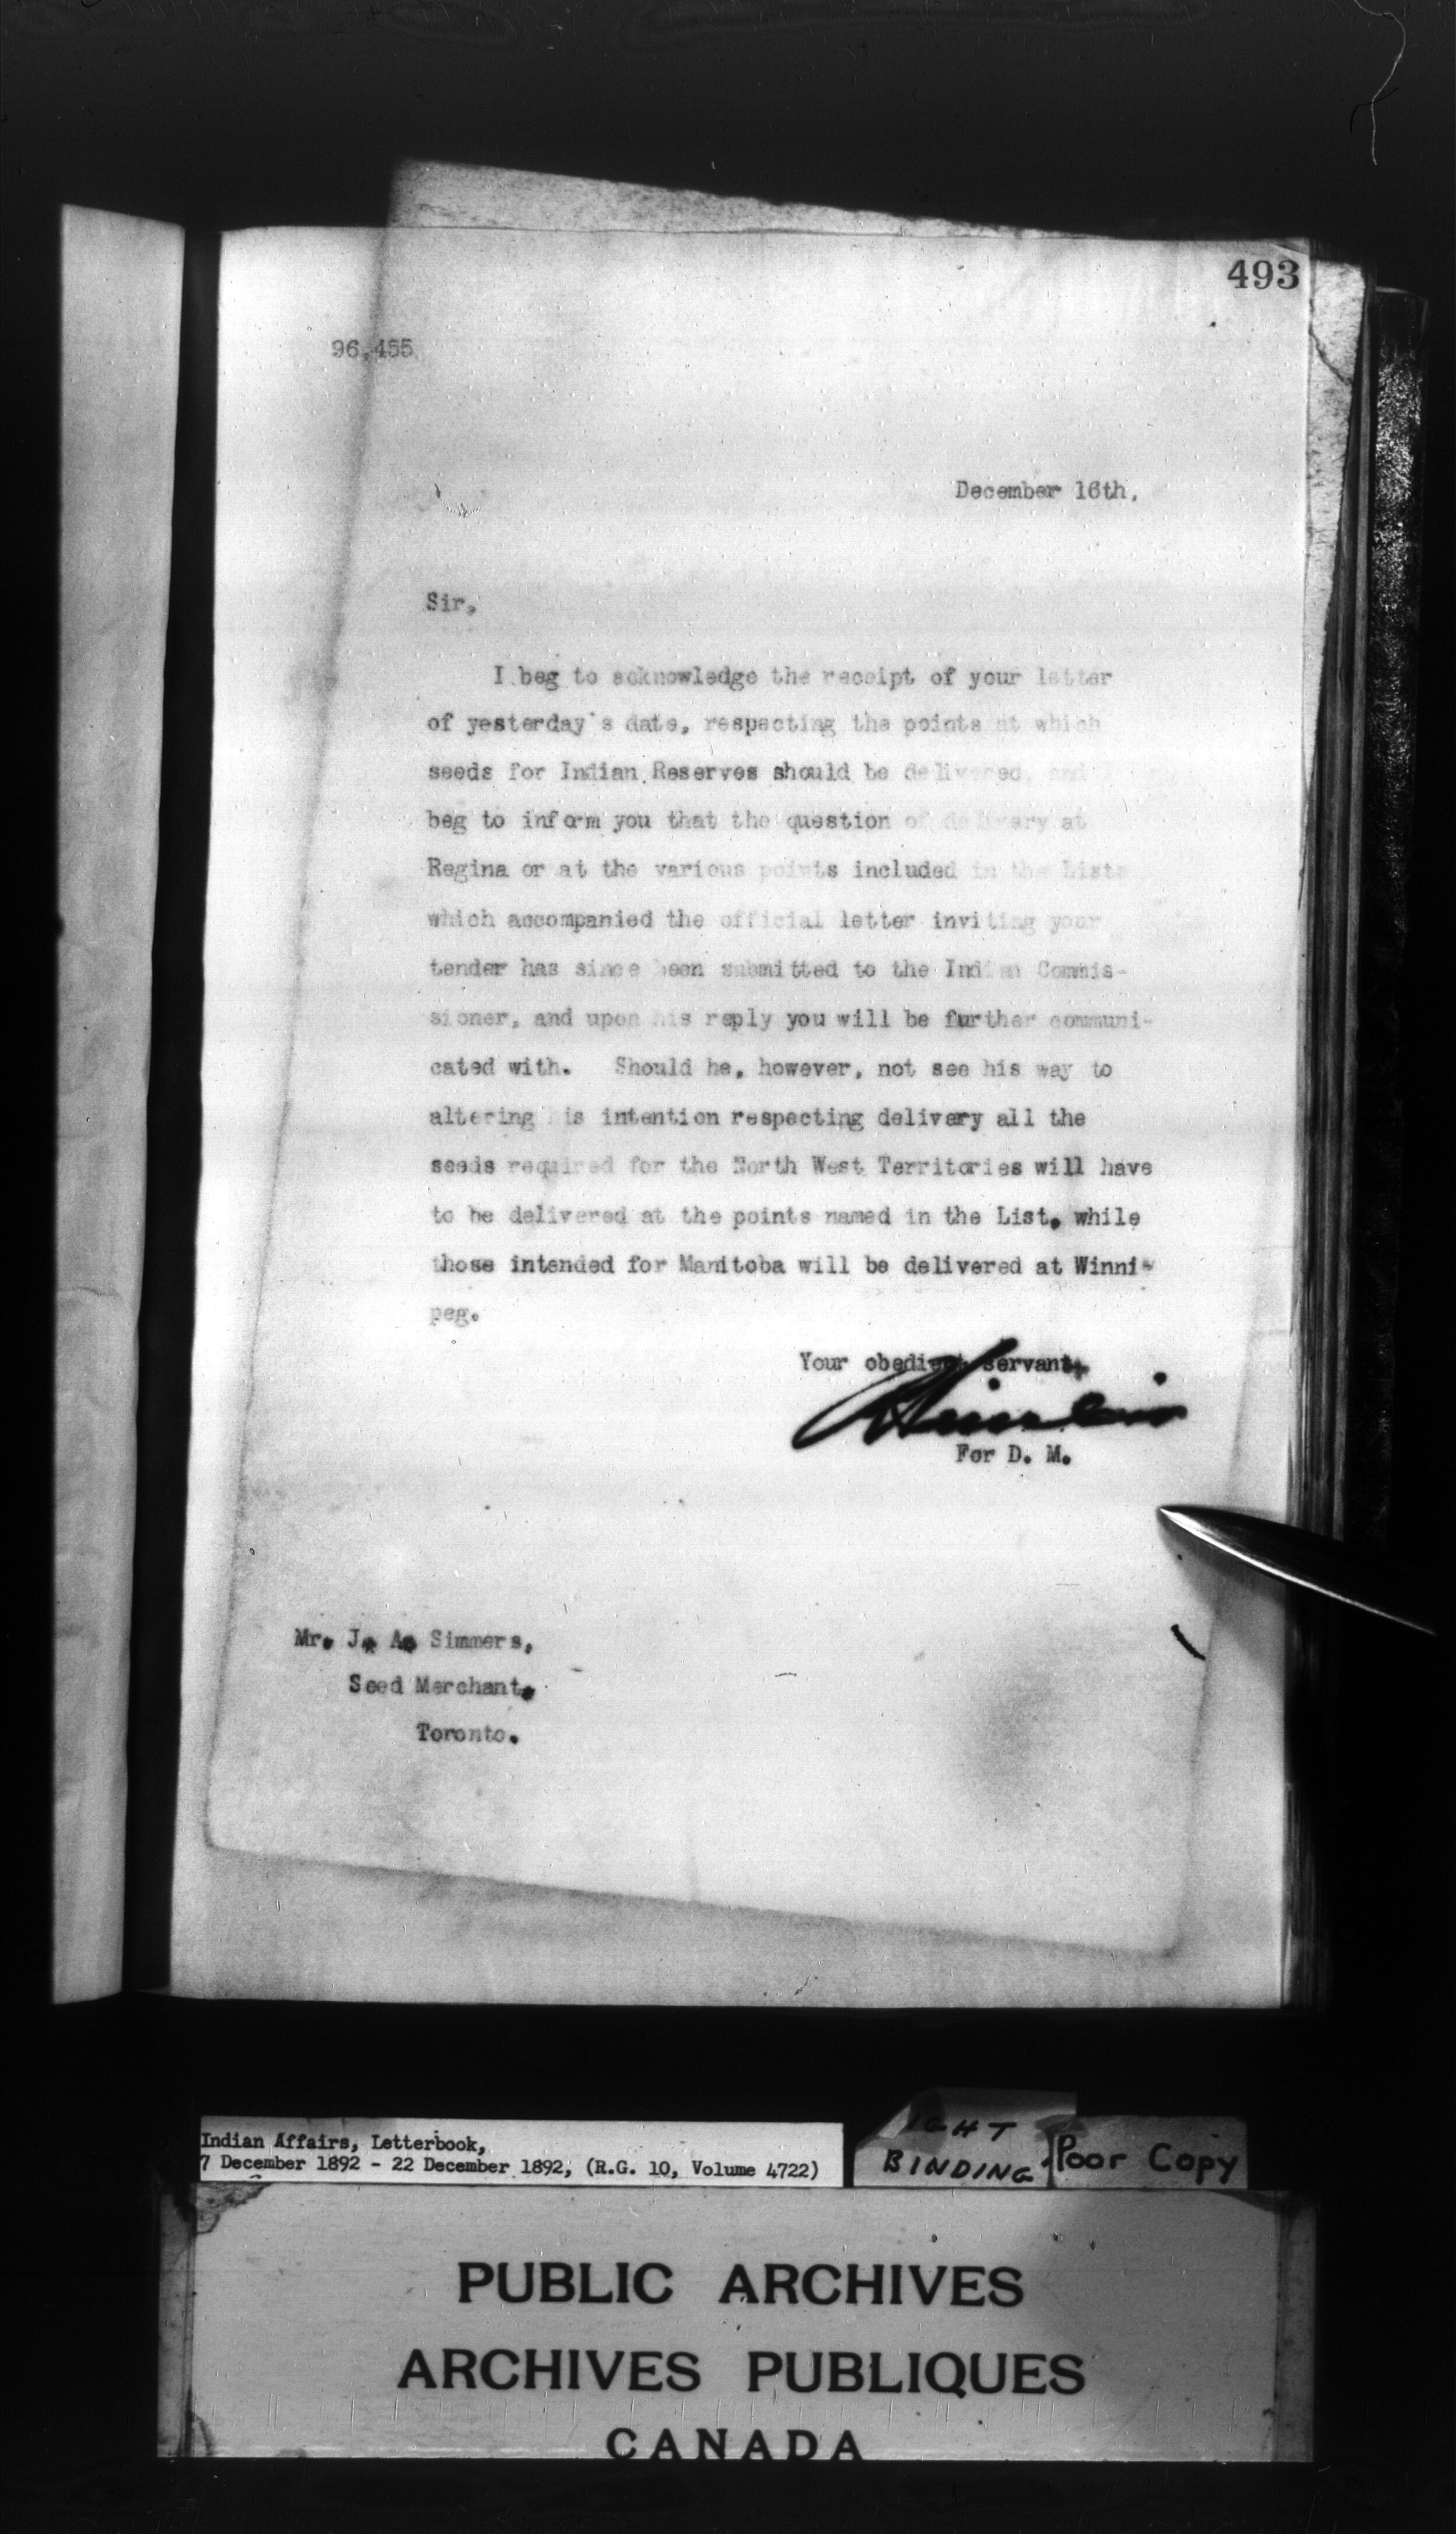 493
96,455
December 16th,
Sir,
I beg to acknowledge the receipt of your letter
of yesterday's date, respecting the points at which
seeds for Indian Reserves should be delivered, and
beg to inform you that the question of delivery at
Regina or at the various points included in the Lists
which accompanied the official letter inviting your
tender has since been submitted to the Indian Commis-
sioner, and upon his reply you will be further communi-
cated with. Should he, however, not see his way to
altering his intention respecting delivery all the
seeds required for the North West Territories will have
to be delivered at the points named in the List, while
those intended for Manitoba will be delivered at Winni-
peg.
Your obedient servant,
For D. M.
Mr. J. A. Simmers,
Seed Merchant,
Toronto.
Indian Affairs, Letterbook,
7 December 1892 - 22 December 1892, (R.G. 10, Volume 4722)
IGHT
BINDING
Poor Copy
PUBLIC ARCHIVES
ARCHIVES PUBLIQUES
CANADA